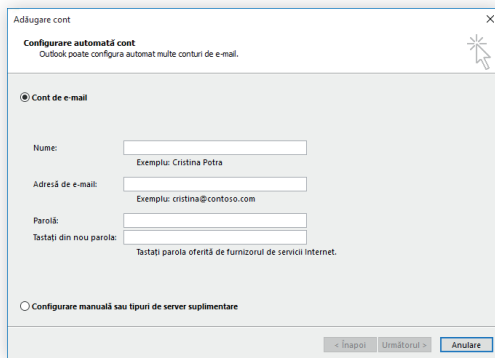 Adăugare cont
Configurare automată cont
Outlook poate configura automat multe conturi de e-mail.
Cont de e-mail
Nume:
Exemplu: Cristina Potra
Adresă de e-mail:
Exemplu: cristina@contoso.com
Parolă:
Tastați din nou parola:
Tastați parola oferită de furnizorul de servicii Internet.
Configurare manuală sau tipuri de server suplimentare
< Înapoi Următorul > Anulare